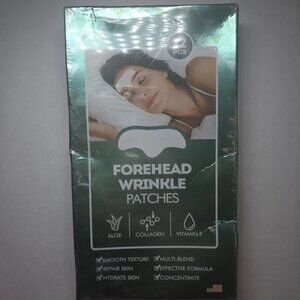 PCS
FOREHEAD
WRINKLE
PATCHES
ALOE
COLLAGEN
VITAMIN-E
SMOOTH TEXTURE
MULTI-BLEND
REPAIR SKIN
EFFECTIVE FORMULA
HYDRATE SKIN
CONCENTRATE